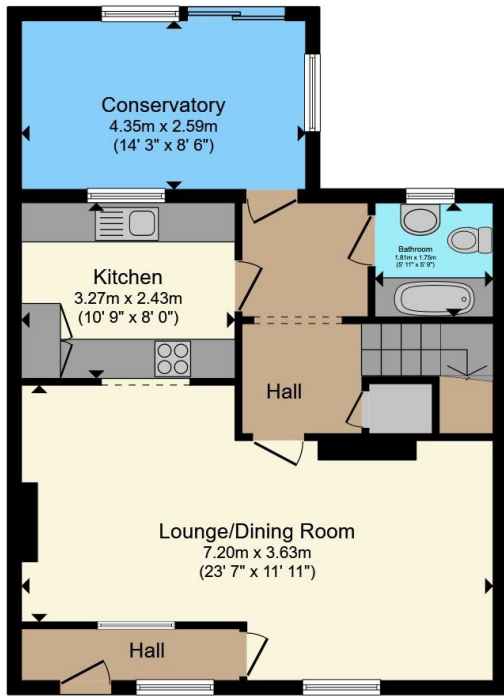 Conservatory
4.35m x 2.59m
(14' 3" x 8' 6")
Kitchen
3.27m x 2.43m
(10' 9" x 8' 0")
Bathroom
1.81m x 1.75m
(5' 11" x 5' 9")
Hall
Lounge/Dining Room
7.20m x 3.63m
(23' 7" x 11' 11")
Hall